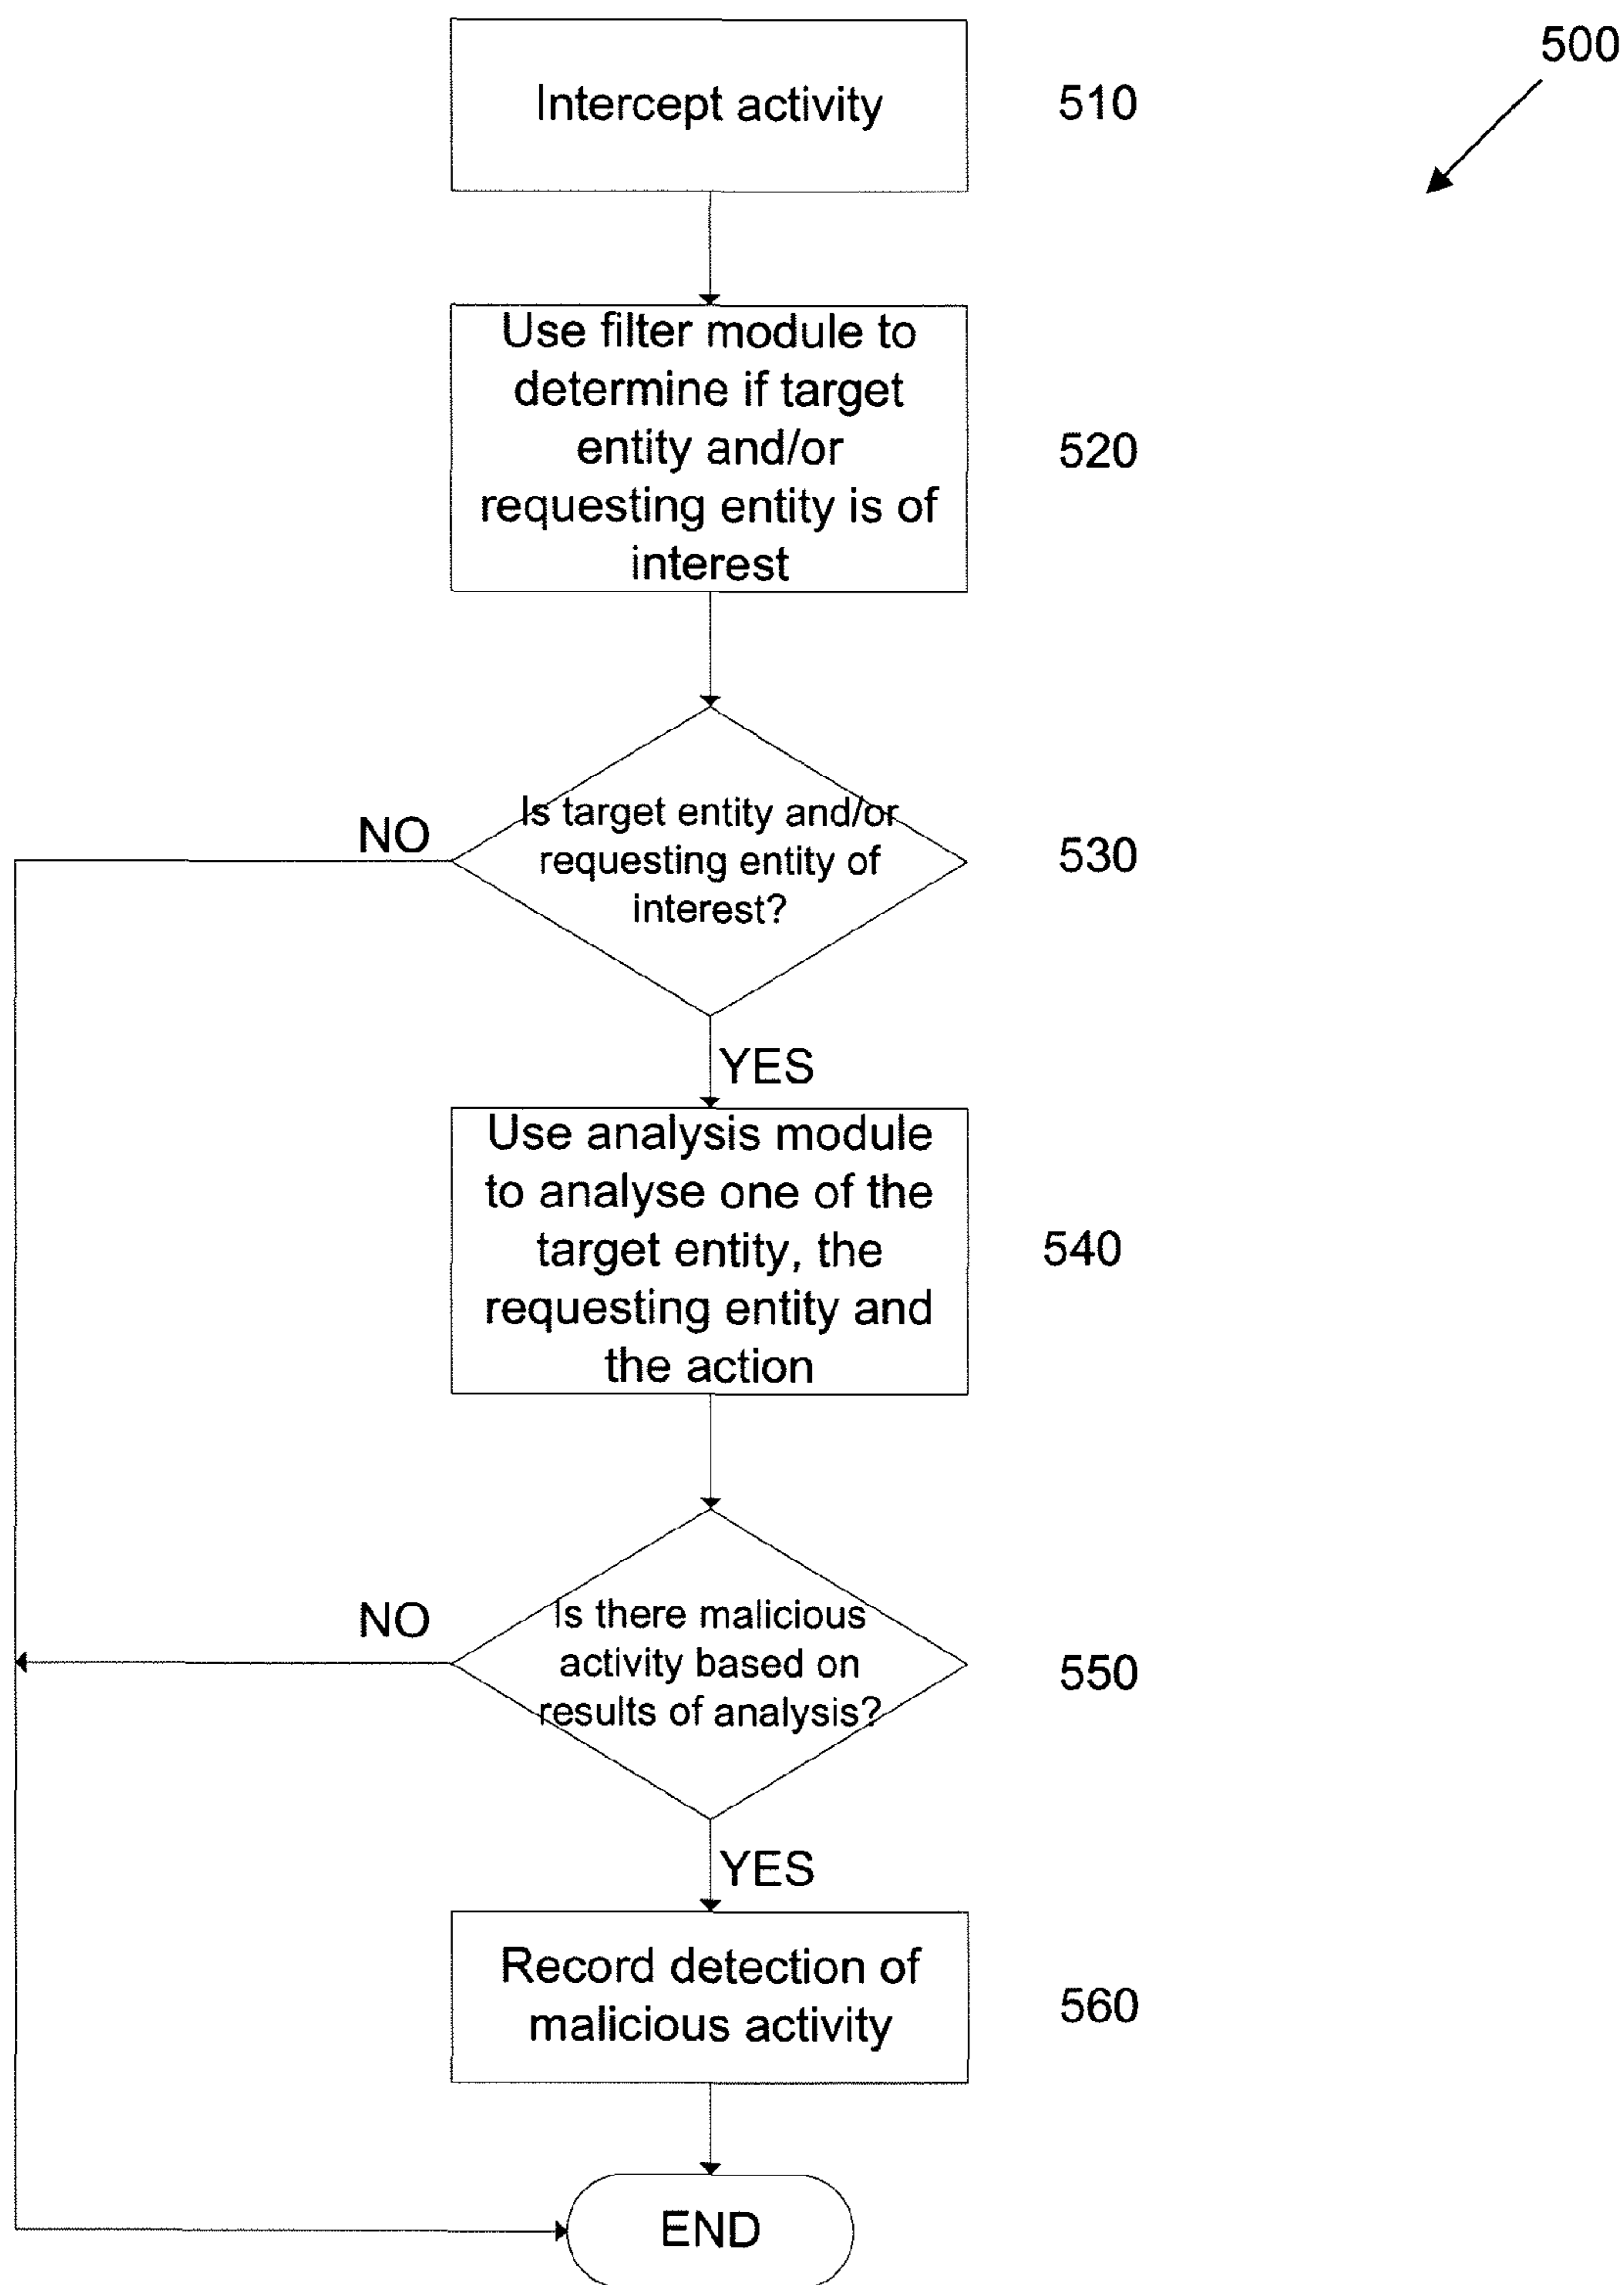 500
Intercept activity
510
Use filter module to
determine if target
entity and/or
requesting entity is of
interest
520
Is target entity and/or
requesting entity of
interest?
530
NO
YES
Use analysis module
to analyse one of the
target entity, the
requesting entity and
the action
540
Is there malicious
activity based on
results of analysis?
550
NO
YES
Record detection of
malicious activity
560
END